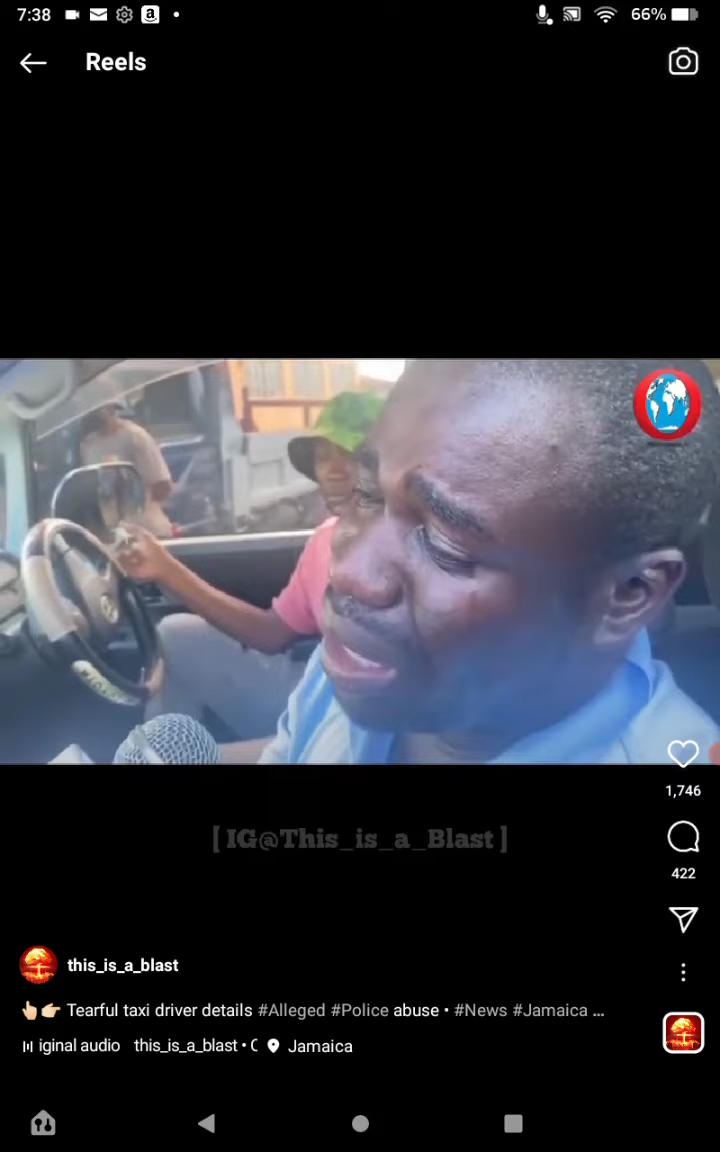 7:38
66%
Reels
1,746
[ IG@This_is_a_Blast ]
422
this_is_a_blast
👆🏻👉🏻 Tearful taxi driver details #Alleged #Police abuse • #News #Jamaica ...
iginal audio this_is_a_blast • Jamaica